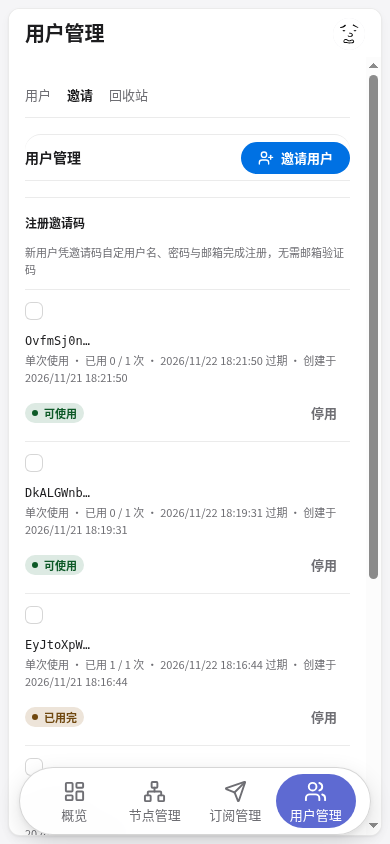 用户管理
用户 邀请 回收站
用户管理
邀请用户
注册邀请码
新用户凭邀请码自定用户名、密码与邮箱完成注册，无需邮箱验证
码
OvfmSj0n…
单次使用 · 已用 0 / 1 次 · 2026/11/22 18:21:50 过期 · 创建于
2026/11/21 18:21:50
可使用 停用
DkALGWnb…
单次使用 · 已用 0 / 1 次 · 2026/11/22 18:19:31 过期 · 创建于
2026/11/21 18:19:31
可使用 停用
EyJtoXpW…
单次使用 · 已用 1 / 1 次 · 2026/11/22 18:16:44 过期 · 创建于
2026/11/21 18:16:44
已用完 停用
概览 节点管理 订阅管理 用户管理